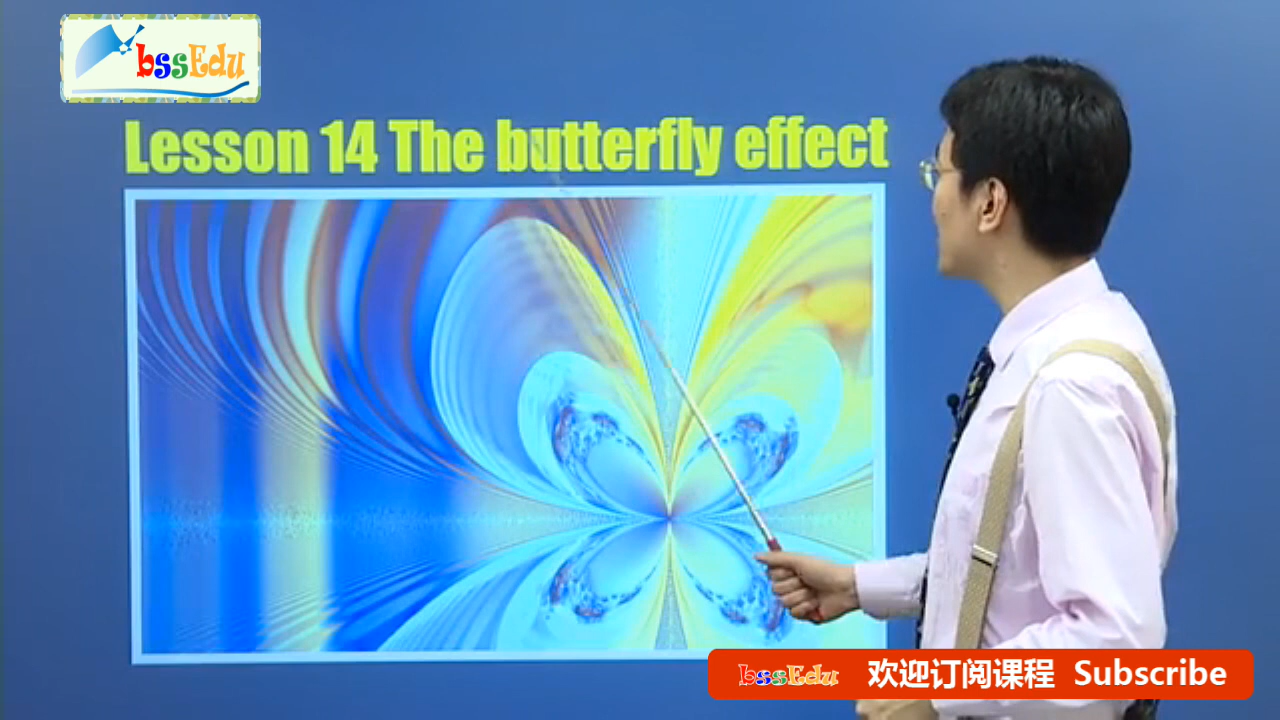 bssEdu
Lesson 14 The butterfly effect
bssEdu 欢迎订阅课程 Subscribe